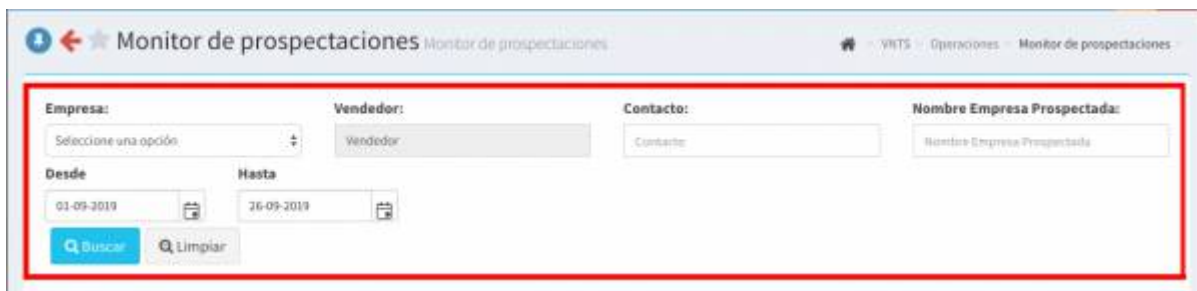 Monitor de prospectaciones Monitor de prospectaciones VNTS Operaciones Monitor de prospectaciones
Empresa: Vendedor: Contacto: Nombre Empresa Prospectada:
Seleccione una opción Vendedor Contacto Nombre Empresa Prospectada
Desde Hasta
01-09-2019 26-09-2019
Buscar Limpiar